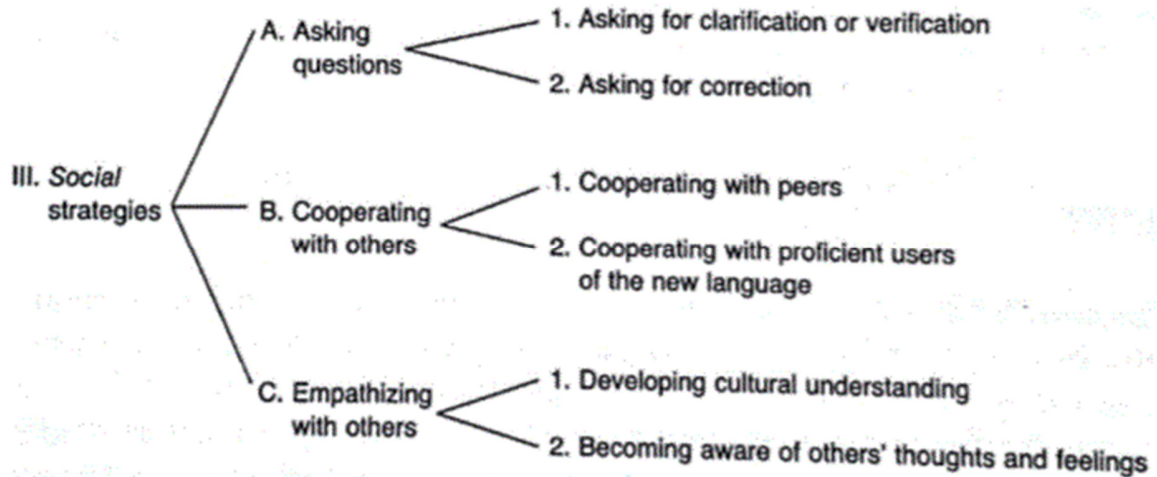 A. Asking
questions
1. Asking for clarification or verification
2. Asking for correction
III. Social
strategies
B. Cooperating
with others
1. Cooperating with peers
2. Cooperating with proficient users
of the new language
C. Empathizing
with others
1. Developing cultural understanding
2. Becoming aware of others' thoughts and feelings